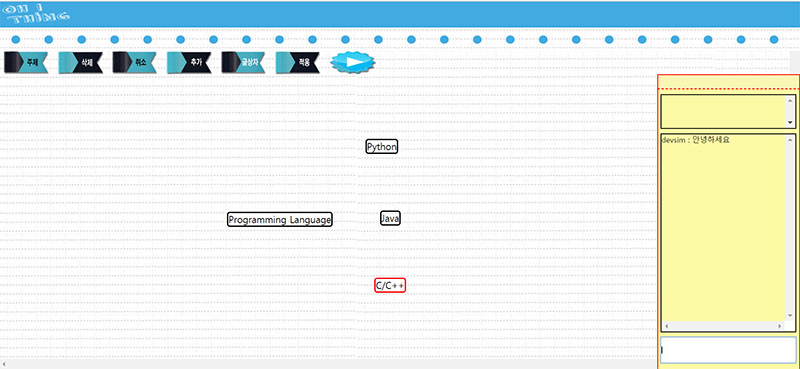 OH I
THING
주제 삭제 취소 추가 글상자 적용
Python
devsim : 안녕하세요
Programming Language
Java
C/C++